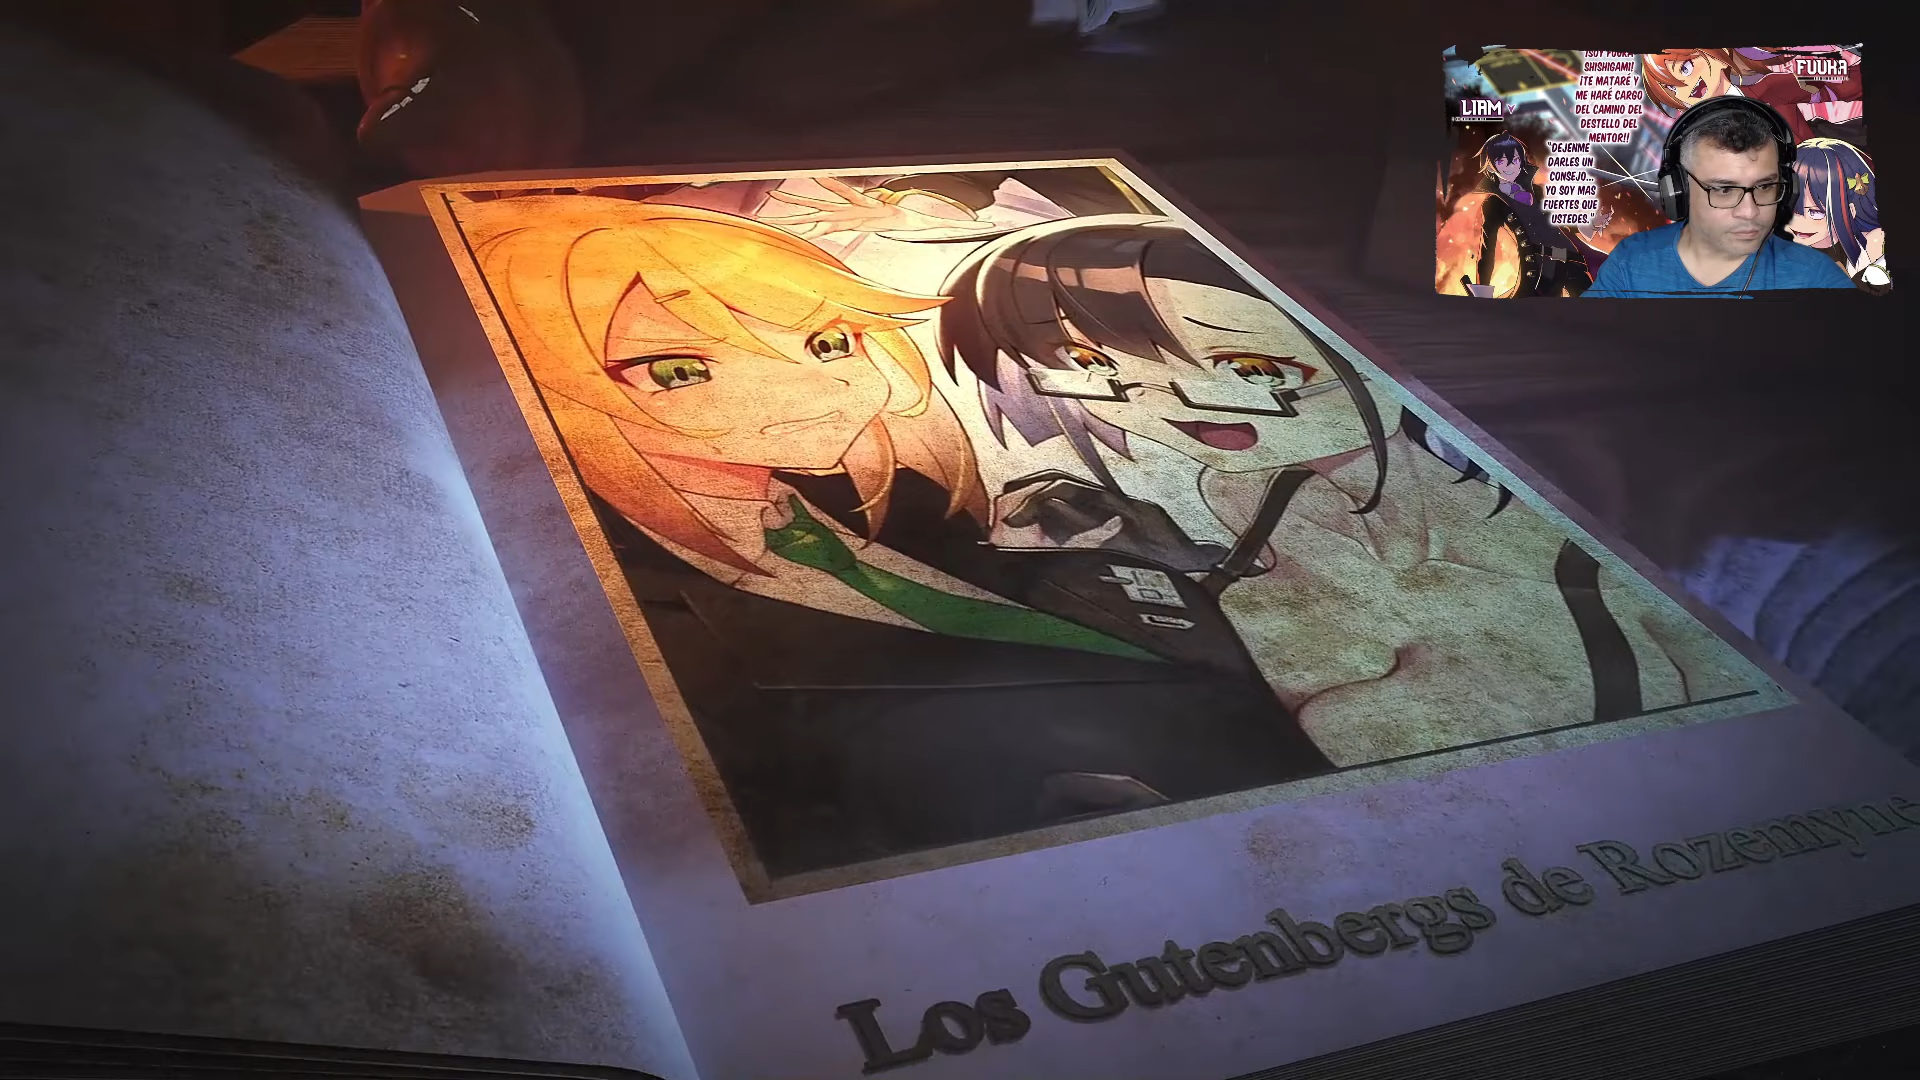 LIAM
¡SOY FUUKA
SHISHIGAMI!
¡TE MATARÉ Y
ME HARÉ CARGO
DEL CAMINO DEL
DESTELLO DEL
MENTOR!!
"DEJENME
DARLES UN
CONSEJO...
YO SOY MAS
FUERTES QUE
USTEDES."
FUUKA
Los Gutenbergs de Rozemyne